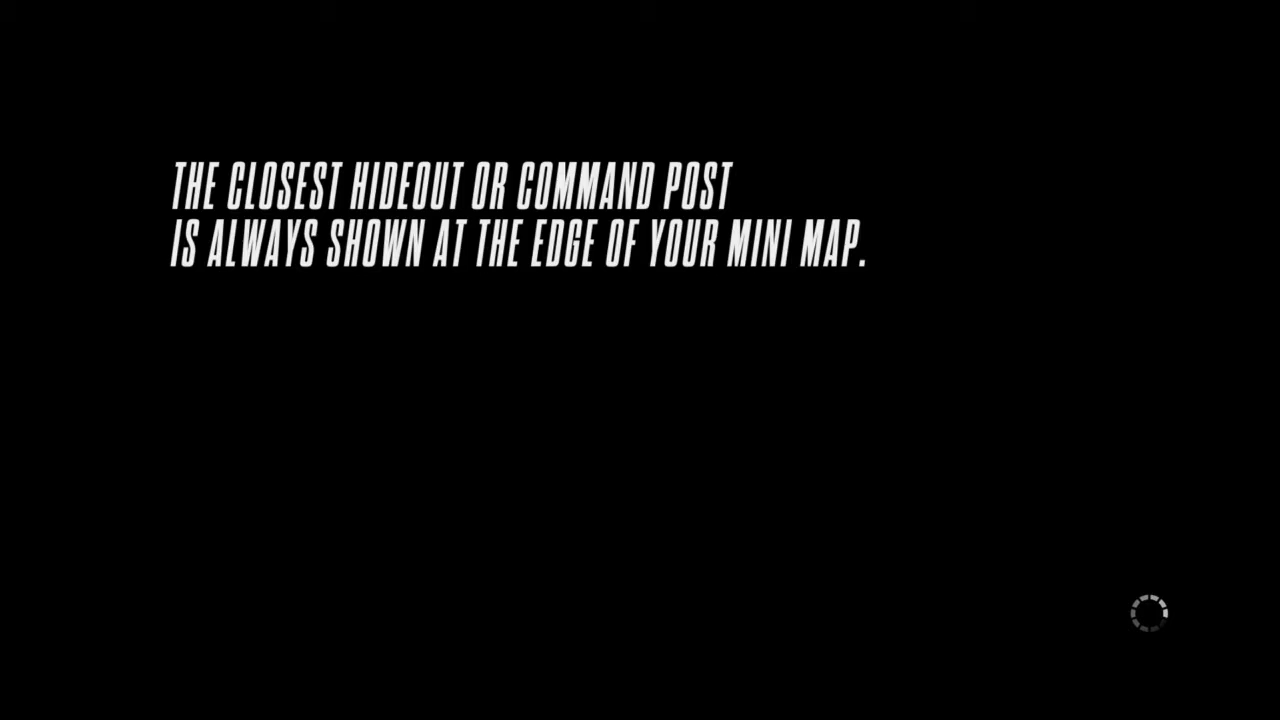 THE CLOSEST HIDEOUT OR COMMAND POST
IS ALWAYS SHOWN AT THE EDGE OF YOUR MINI MAP.